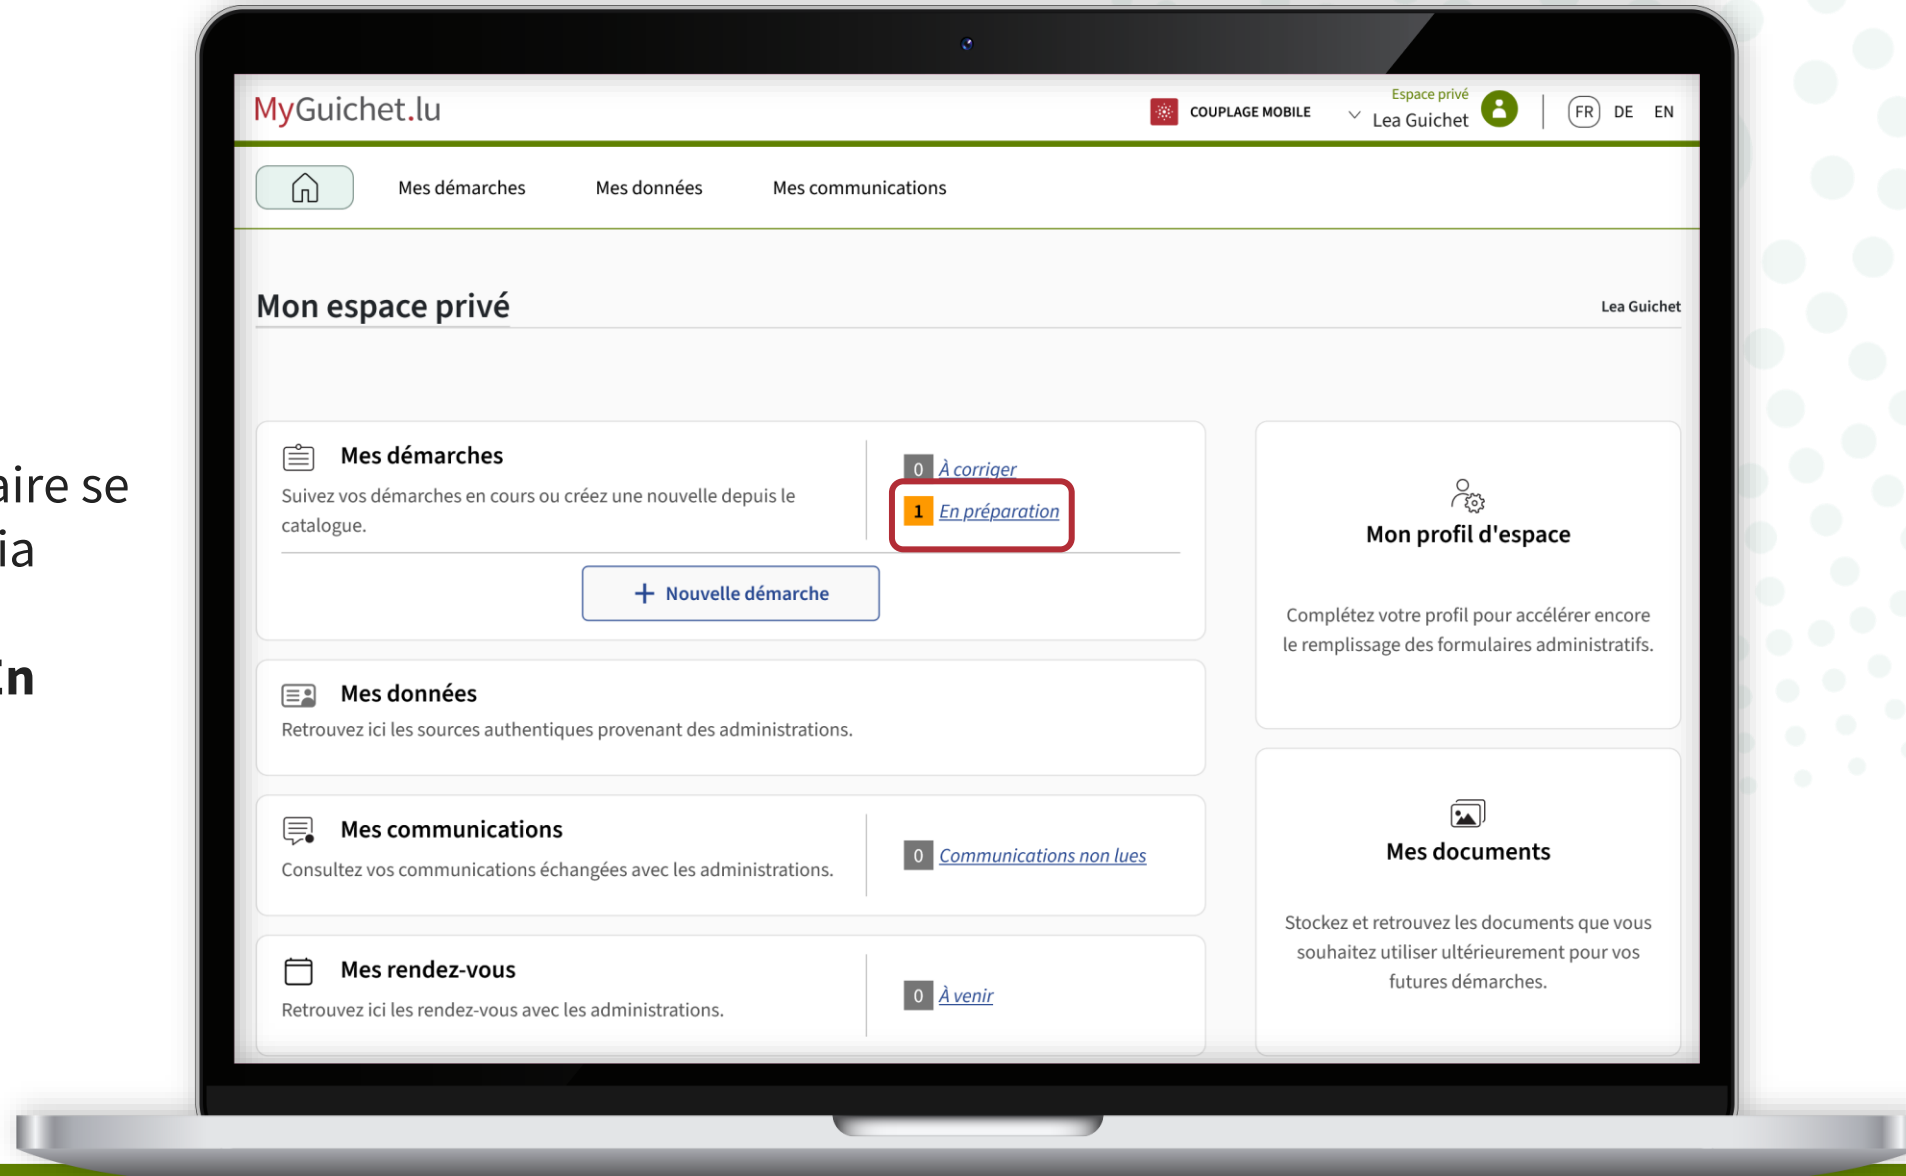 MyGuichet.lu
COUPLAGE MOBILE
Espace privé
Lea Guichet
FR DE EN
Mes démarches Mes données Mes communications
Mon espace privé
Lea Guichet
Mes démarches
Suivez vos démarches en cours ou créez une nouvelle depuis le
catalogue.
0 À corriger
1 En préparation
+ Nouvelle démarche
Mes données
Retrouvez ici les sources authentiques provenant des administrations.
Mes communications
Consultez vos communications échangées avec les administrations.
0 Communications non lues
Mes rendez-vous
Retrouvez ici les rendez-vous avec les administrations.
0 À venir
Mon profil d'espace
Complétez votre profil pour accélérer encore
le remplissage des formulaires administratifs.
Mes documents
Stockez et retrouvez les documents que vous
souhaitez utiliser ultérieurement pour vos
futures démarches.
se